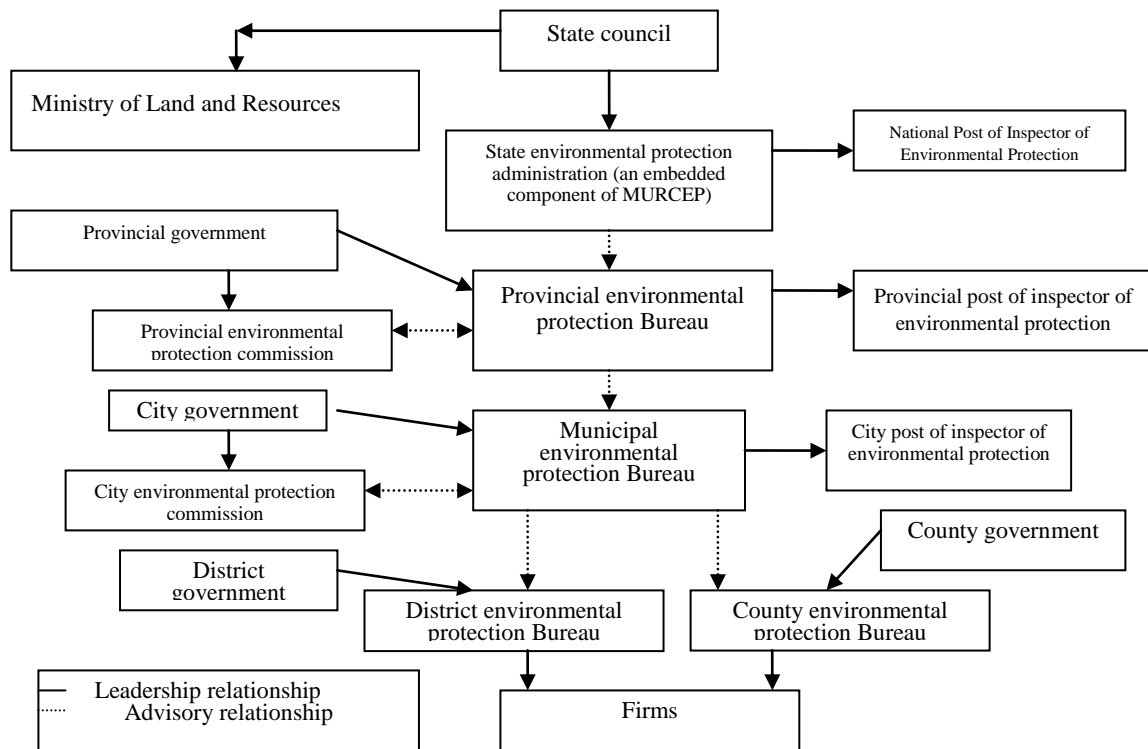 State council
Ministry of Land and Resources
National Post of Inspector of
Environmental Protection
State environmental protection
administration (an embedded
component of MURCEP)
Provincial government
Provincial environmental
protection Bureau
Provincial post of inspector of
environmental protection
Provincial environmental
protection commission
City government
Municipal
environmental
protection Bureau
City post of inspector of
environmental protection
City environmental protection
commission
County government
District
government
District environmental
protection Bureau
County environmental
protection Bureau
Leadership relationship
Advisory relationship
Firms